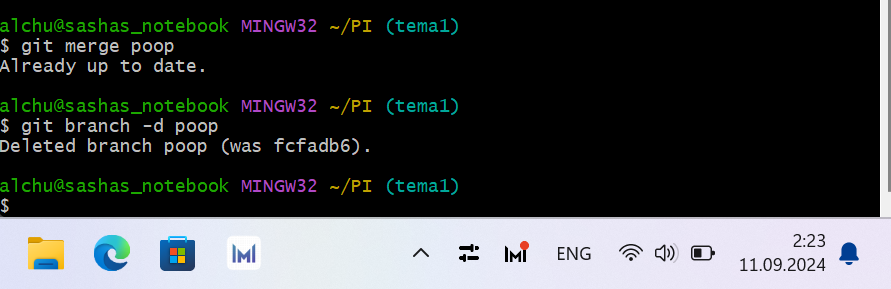 alchu@sashas_notebook MINGW32 ~/PI (tema1)
$ git merge poop
Already up to date.
alchu@sashas_notebook MINGW32 ~/PI (tema1)
$ git branch -d poop
Deleted branch poop (was fcfadb6).
alchu@sashas_notebook MINGW32 ~/PI (tema1)
$
ENG
2:23
11.09.2024